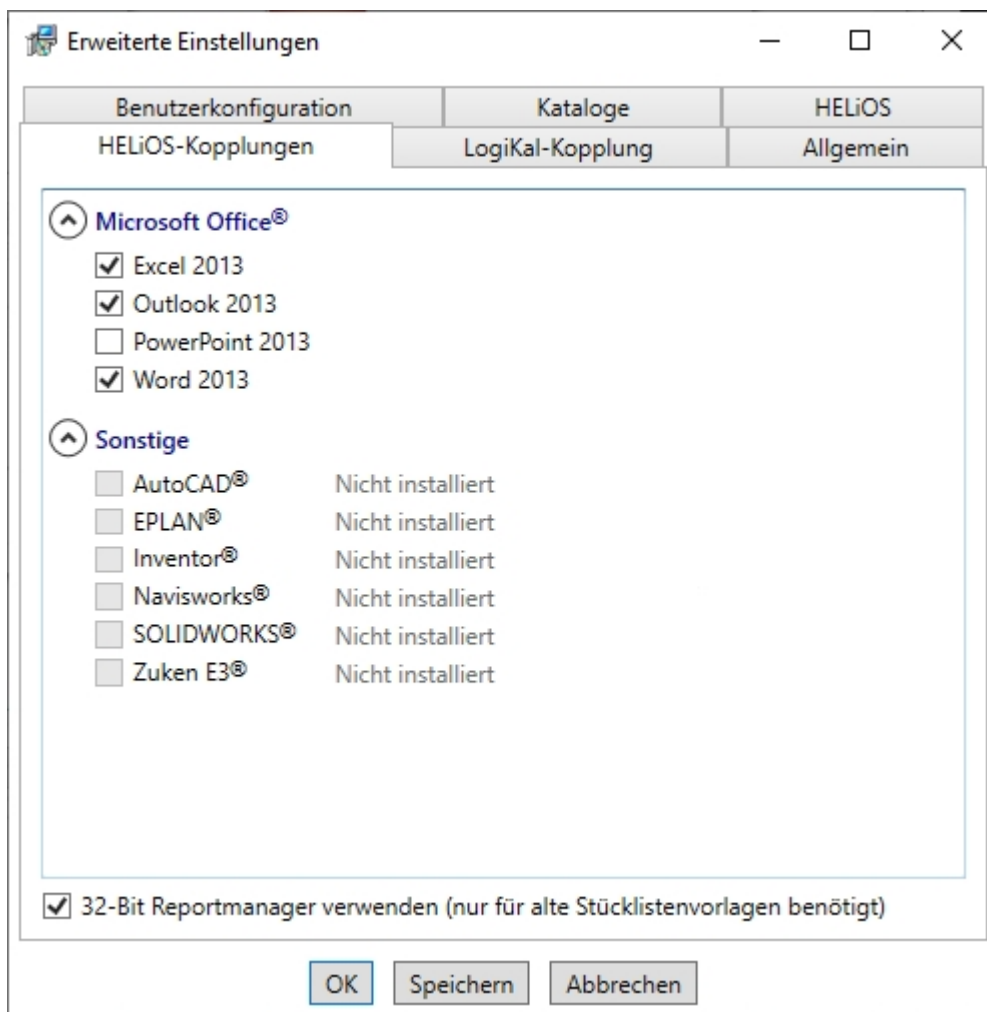 Erweiterte Einstellungen
Benutzerkonfiguration Kataloge HELiOS
HELiOS-Kopplungen LogiKal-Kopplung Allgemein
Microsoft Office®
Excel 2013
Outlook 2013
PowerPoint 2013
Word 2013
Sonstige
AutoCAD® Nicht installiert
EPLAN® Nicht installiert
Inventor® Nicht installiert
Navisworks® Nicht installiert
SOLIDWORKS® Nicht installiert
Zuken E3® Nicht installiert
32-Bit Reportmanager verwenden (nur für alte Stücklistenvorlagen benötigt)
OK Speichern Abbrechen